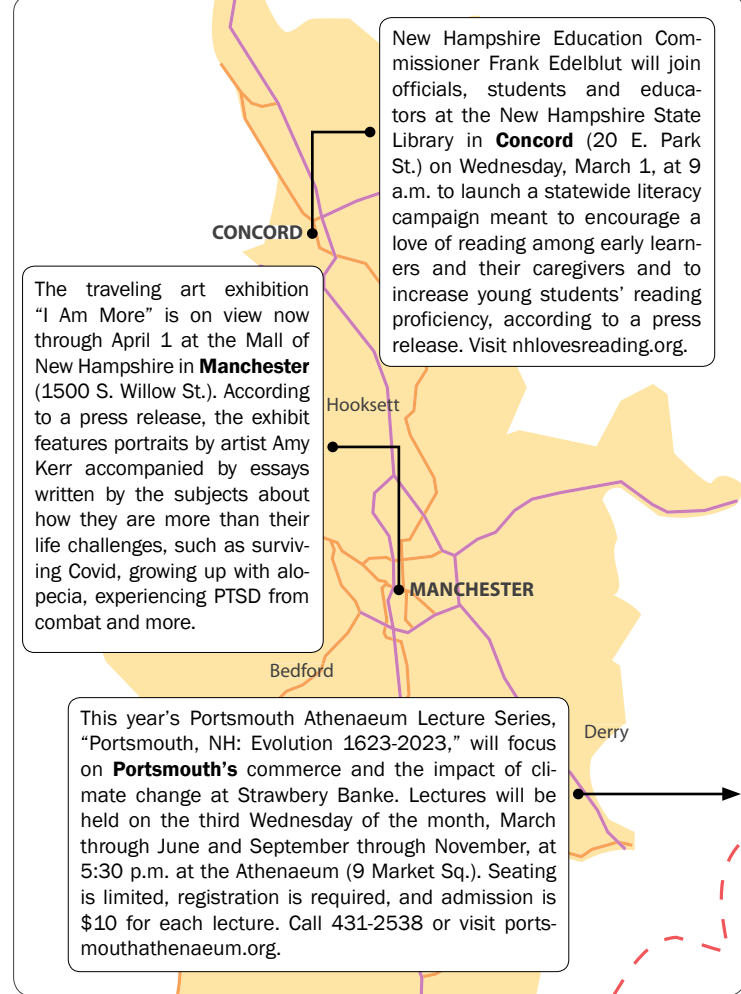 New Hampshire Education Com-
missioner Frank Edelblut will join
officials, students and educa-
tors at the New Hampshire State
Library in Concord (20 E. Park
St.) on Wednesday, March 1, at 9
a.m. to launch a statewide literacy
campaign meant to encourage a
love of reading among early learn-
ers and their caregivers and to
increase young students’ reading
proficiency, according to a press
release. Visit nhlovesreading.org.
CONCORD
The traveling art exhibition
“I Am More” is on view now
through April 1 at the Mall of
New Hampshire in Manchester
(1500 S. Willow St.). According
to a press release, the exhibit
features portraits by artist Amy
Kerr accompanied by essays
written by the subjects about
how they are more than their
life challenges, such as surviv-
ing Covid, growing up with alo-
pecia, experiencing PTSD from
combat and more.
Hooksett
MANCHESTER
Bedford
Derry
This year’s Portsmouth Athenaeum Lecture Series,
“Portsmouth, NH: Evolution 1623-2023,” will focus
on Portsmouth’s commerce and the impact of cli-
mate change at Strawbery Banke. Lectures will be
held on the third Wednesday of the month, March
through June and September through November, at
5:30 p.m. at the Athenaeum (9 Market Sq.). Seating
is limited, registration is required, and admission is
$10 for each lecture. Call 431-2538 or visit ports-
mouthathenaeum.org.